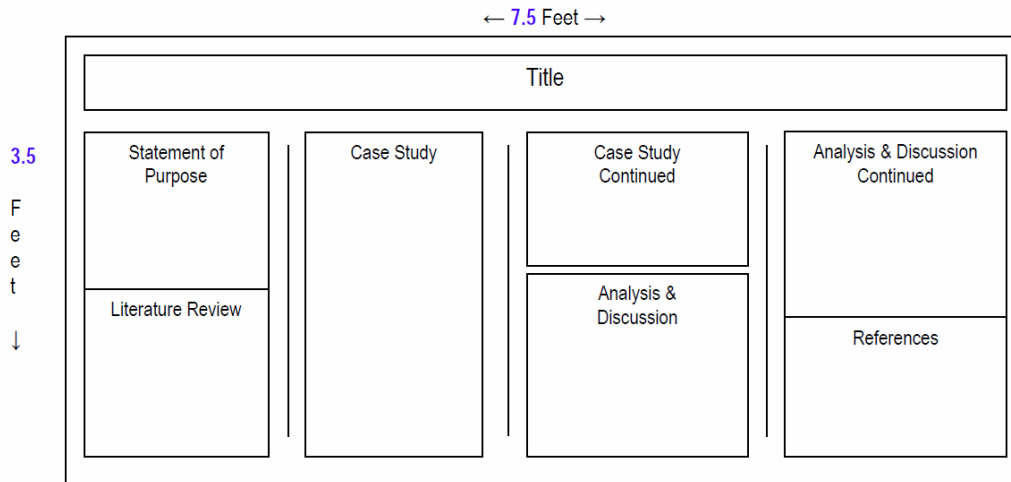 ← 7.5 Feet →
Title
3.5
F
e
e
t
↓
Statement of
Purpose
Literature Review
Case Study
Case Study
Continued
Analysis &
Discussion
Analysis & Discussion
Continued
References